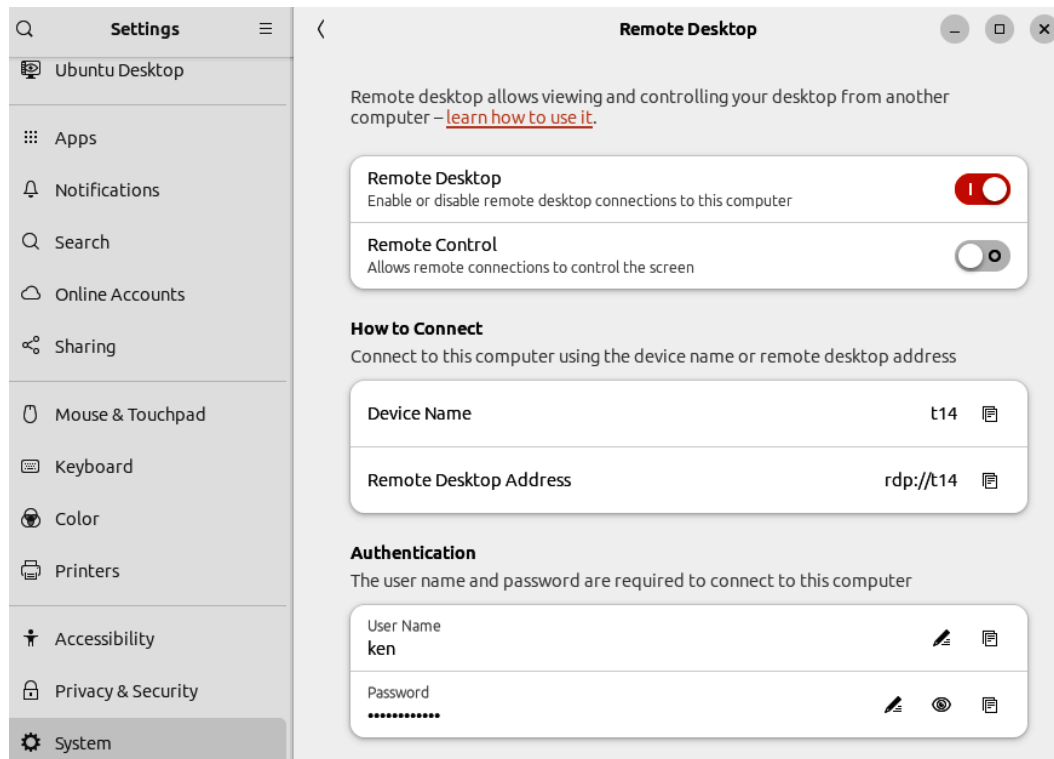 Settings
Ubuntu Desktop
Apps
Notifications
Search
Online Accounts
Sharing
Mouse & Touchpad
Keyboard
Color
Printers
Accessibility
Privacy & Security
System
Remote Desktop
Remote desktop allows viewing and controlling your desktop from another
computer – learn how to use it.
Remote Desktop
Enable or disable remote desktop connections to this computer
Remote Control
Allows remote connections to control the screen
How to Connect
Connect to this computer using the device name or remote desktop address
Device Name t14
Remote Desktop Address rdp://t14
Authentication
The user name and password are required to connect to this computer
User Name
ken
Password
••••••••••••